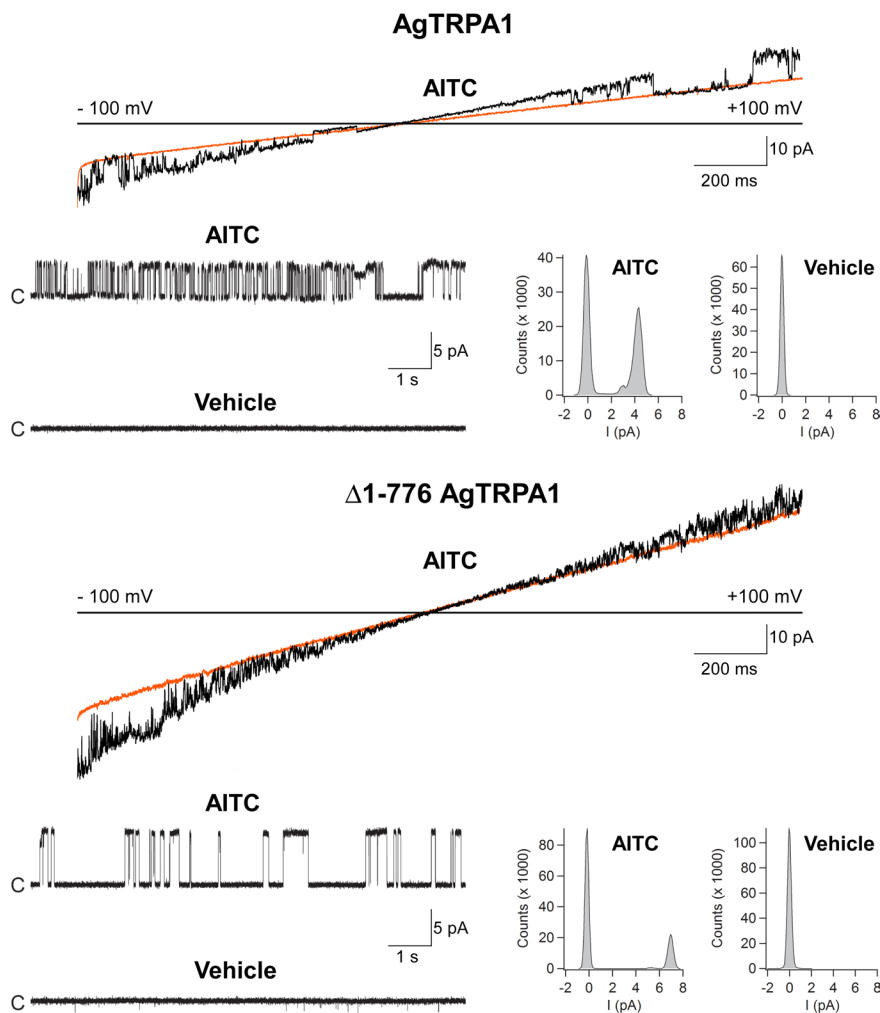 AgTRPA1
AITC
- 100 mV
+100 mV
10 pA
200 ms
AITC
C
5 pA
1 s
Vehicle
C
Counts (x 1000)
40
30
20
10
0
AITC
-2 0 2 4 6 8
I (pA)
Counts (x 1000)
60
50
40
30
20
10
0
Vehicle
-2 0 2 4 6 8
I (pA)
Δ1-776 AgTRPA1
AITC
- 100 mV
+100 mV
10 pA
200 ms
AITC
C
5 pA
1 s
Vehicle
C
Counts (x 1000)
80
60
40
20
0
AITC
-2 0 2 4 6 8
I (pA)
Counts (x 1000)
100
80
60
40
20
0
Vehicle
-2 0 2 4 6 8
I (pA)